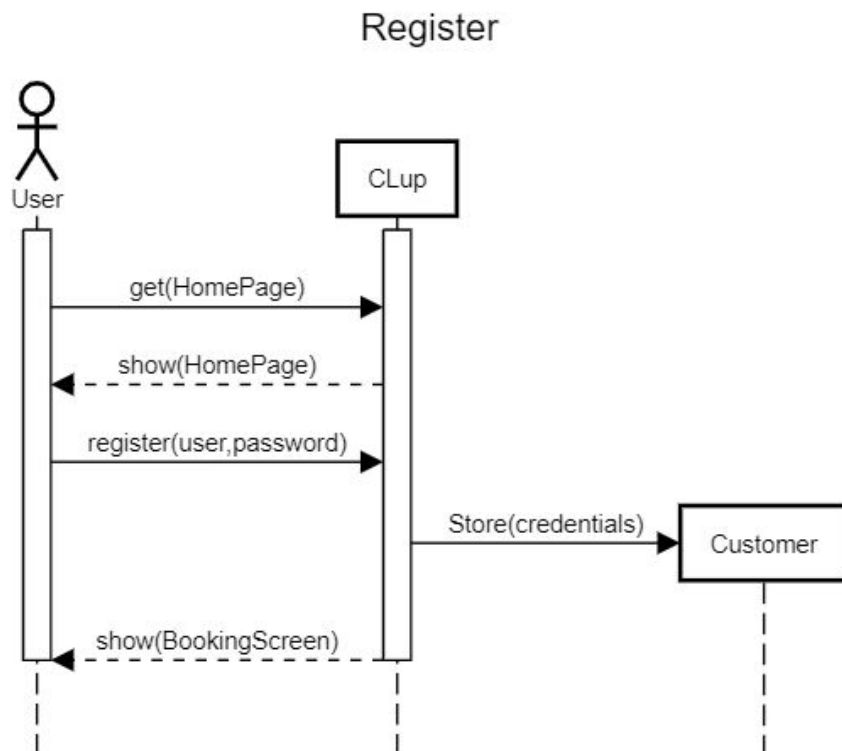 Register
User
CLup
get(HomePage)
show(HomePage)
register(user,password)
Store(credentials)
Customer
show(BookingScreen)